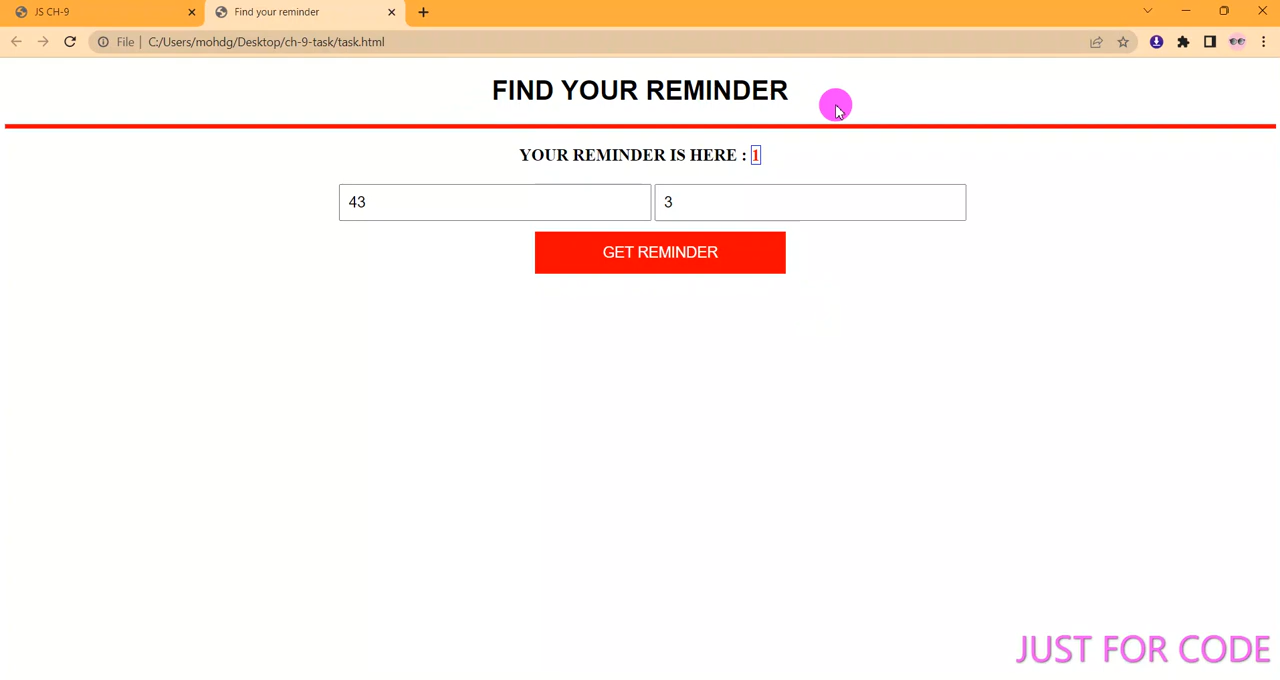 JS CH-9
Find your reminder
File | C:/Users/mohdg/Desktop/ch-9-task/task.html
FIND YOUR REMINDER
YOUR REMINDER IS HERE : 1
43
3
GET REMINDER
JUST FOR CODE